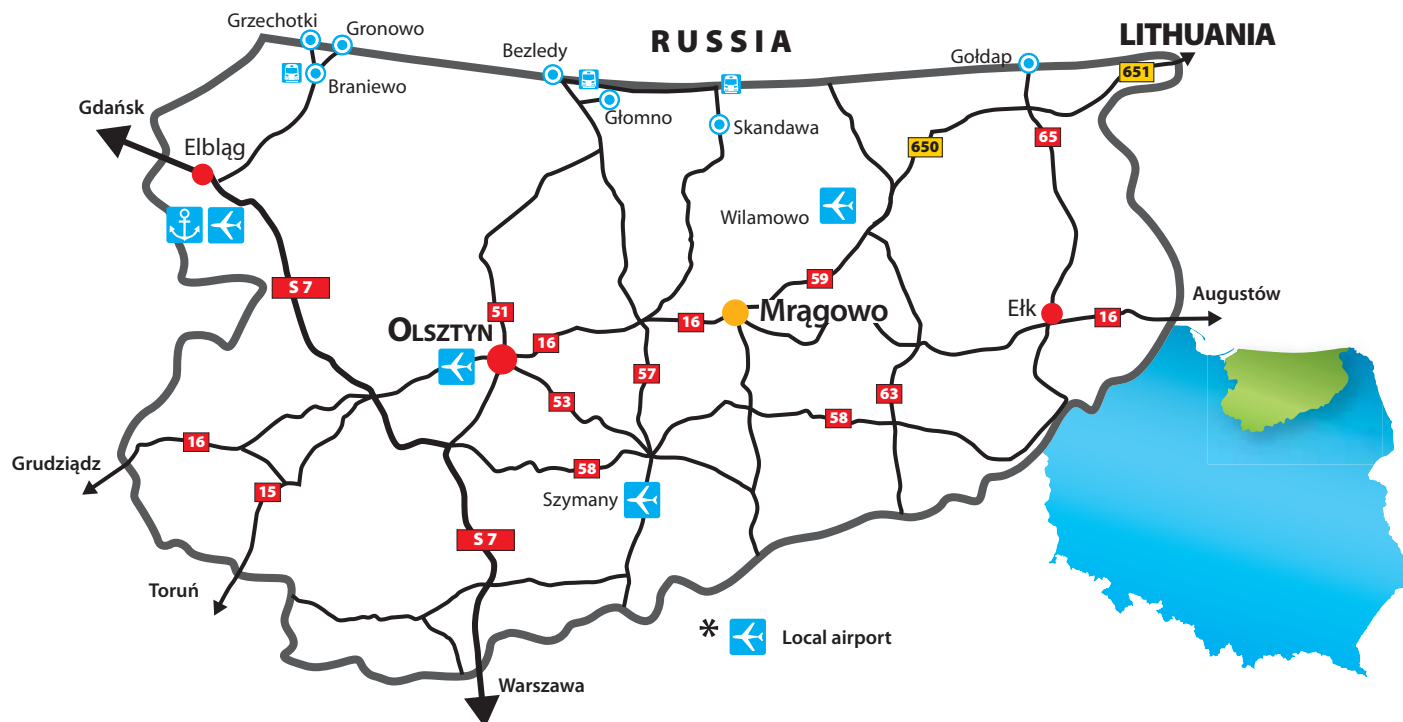 Grzechotki
Gronowo
Bezledy
RUSSIA
Gołdap
LITHUANIA
651
Braniewo
Gdańsk
Głomno
Skandawa
65
650
Elbląg
Wilamowo
S 7
59
Augustów
51
Mrągowo
Ełk
16
OLSZTYN
16
16
57
53
63
58
16
Grudziądz
58
15
Szymany
S 7
Toruń
* Local airport
Warszawa